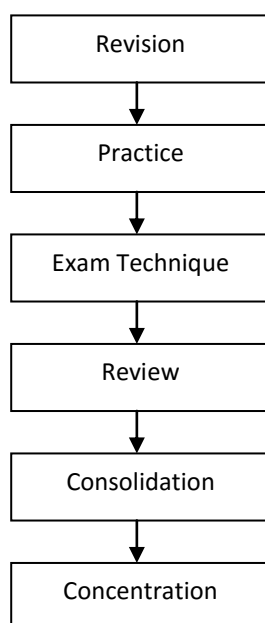 Revision
Practice
Exam Technique
Review
Consolidation
Concentration